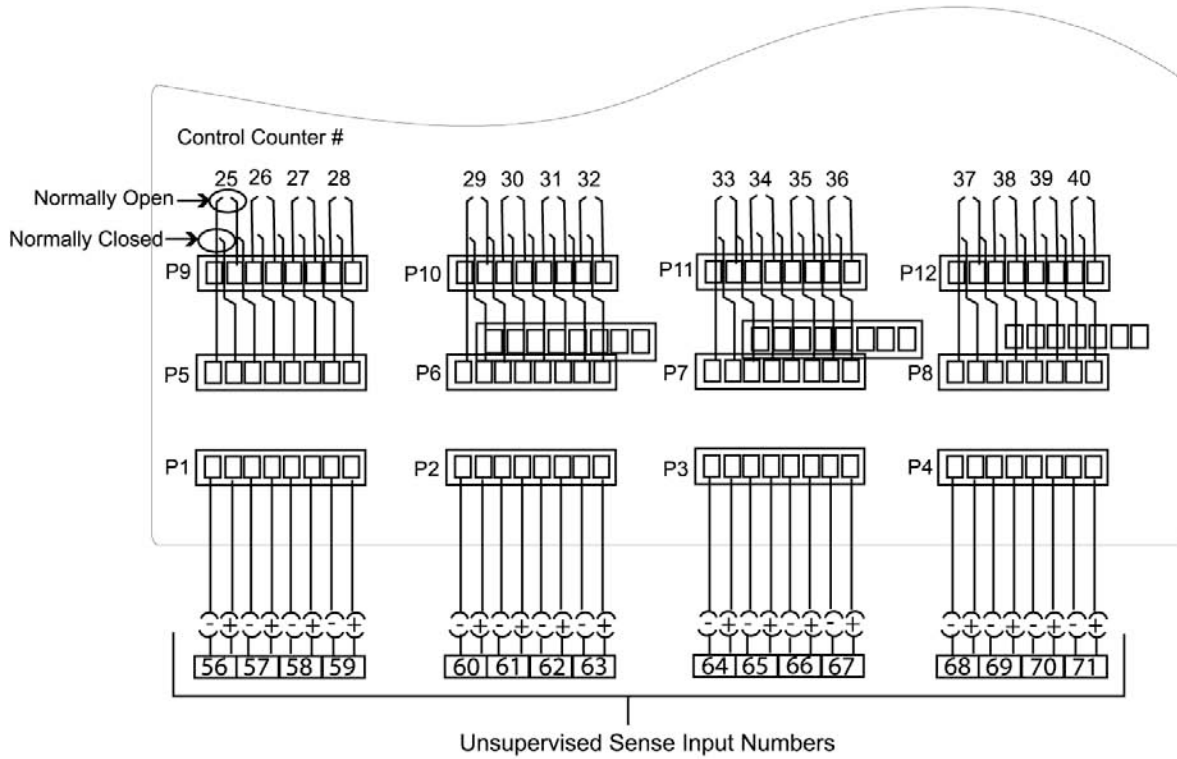 Control Counter #
25 26 27 28 29 30 31 32 33 34 35 36 37 38 39 40
Normally Open
Normally Closed
P9 P10 P11 P12
P5 P6 P7 P8
P1 P2 P3 P4
- + - + - + - + - + - + - + - + - + - + - + - + - + - + - + - +
56 57 58 59 60 61 62 63 64 65 66 67 68 69 70 71
Unsupervised Sense Input Numbers